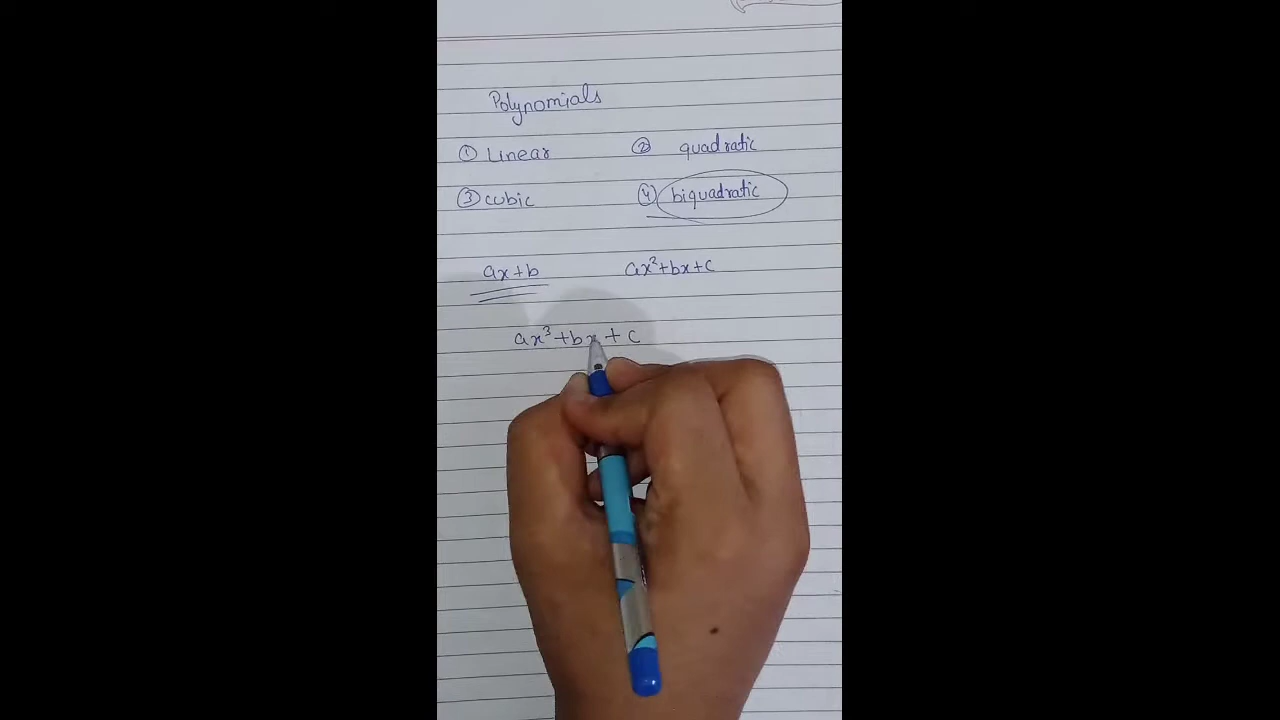 Polynomials
① Linear ② quadratic
③ cubic ④ biquadratic
ax+b ax²+bx+c
ax³+bx+c